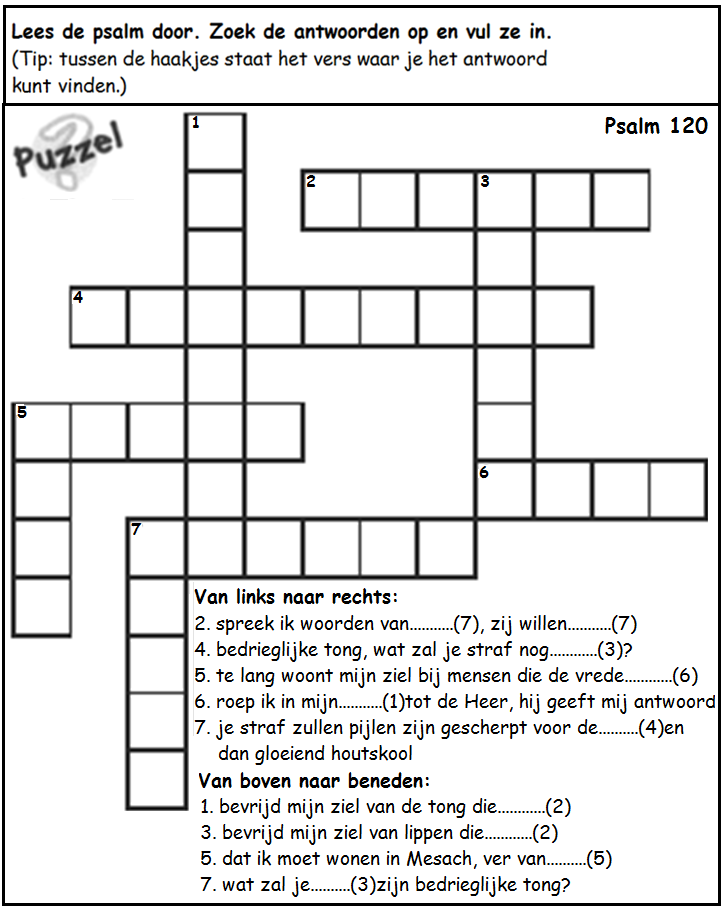 Lees de psalm door. Zoek de antwoorden op en vul ze in.
(Tip: tussen de haakjes staat het vers waar je het antwoord
kunt vinden.)
Puzzel
Psalm 120
1
2
3
4
5
6
7
Van links naar rechts:
2. spreek ik woorden van...........(7), zij willen...........(7)
4. bedrieglijke tong, wat zal je straf nog............(3)?
5. te lang woont mijn ziel bij mensen die de vrede............(6)
6. roep ik in mijn...........(1)tot de Heer, hij geeft mij antwoord
7. je straf zullen pijlen zijn gescherpt voor de..........(4)en
dan gloeiend houtskool
Van boven naar beneden:
1. bevrijd mijn ziel van de tong die............(2)
3. bevrijd mijn ziel van lippen die............(2)
5. dat ik moet wonen in Mesach, ver van..........(5)
7. wat zal je..........(3)zijn bedrieglijke tong?